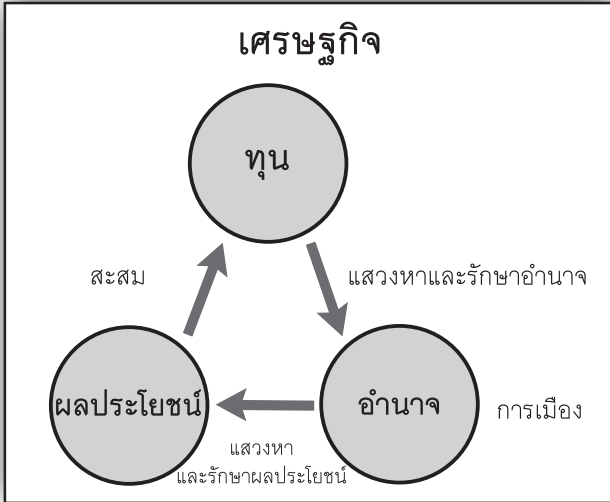 เศรษฐกิจ
ทุน
สะสม
แสวงหาและรักษาอำนาจ
ผลประโยชน์
อำนาจ
การเมือง
แสวงหา
และรักษาผลประโยชน์